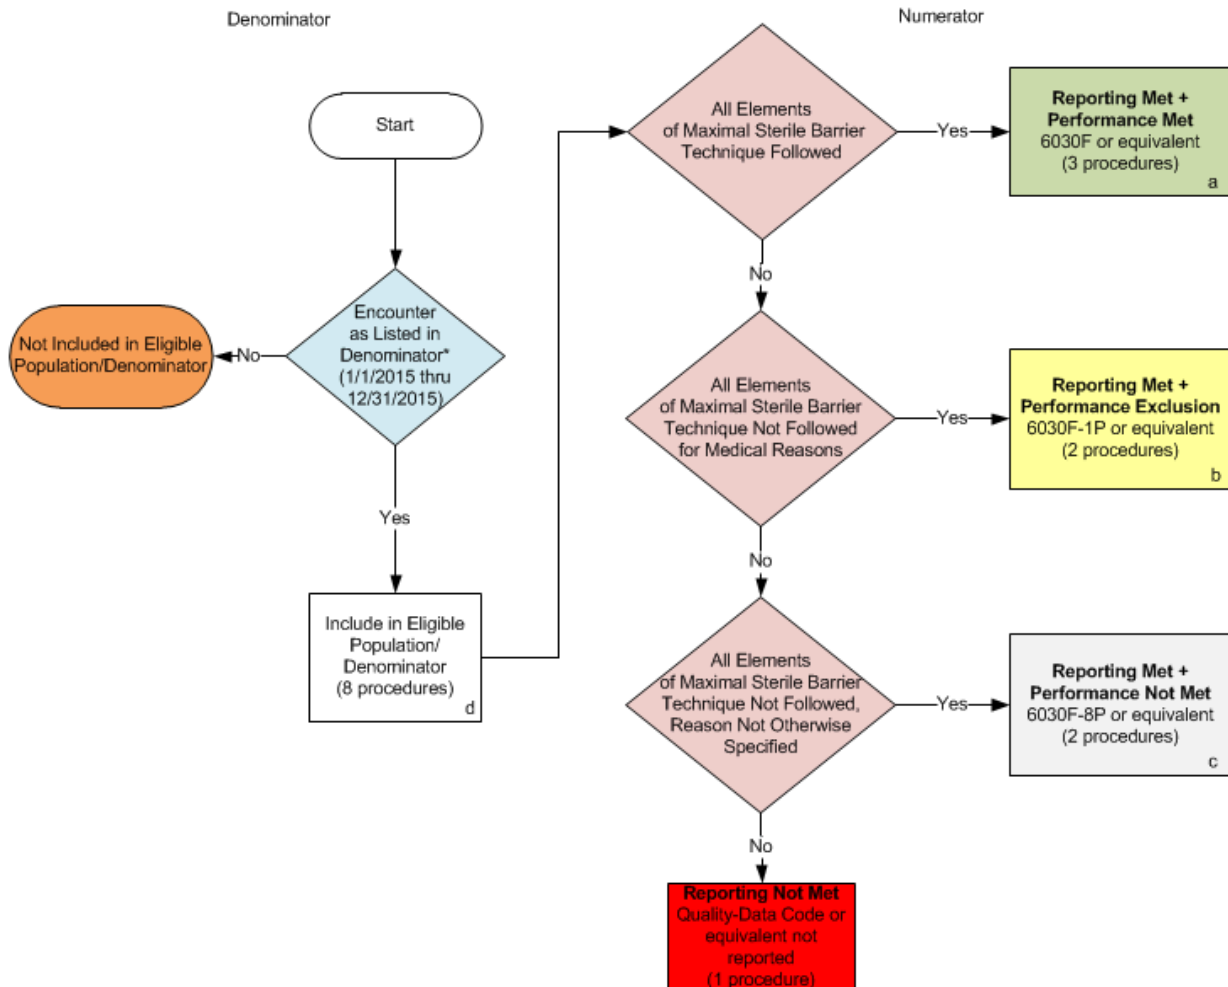 Denominator
Numerator
Start
Encounter
as Listed in
Denominator*
(1/1/2015 thru
12/31/2015)
No
Not Included in Eligible
Population/Denominator
Yes
Include in Eligible
Population/
Denominator
(8 procedures)
d
All Elements
of Maximal Sterile Barrier
Technique Followed
Yes
Reporting Met +
Performance Met
6030F or equivalent
(3 procedures)
a
No
All Elements
of Maximal Sterile Barrier
Technique Not Followed
for Medical Reasons
Yes
Reporting Met +
Performance Exclusion
6030F-1P or equivalent
(2 procedures)
b
No
All Elements
of Maximal Sterile Barrier
Technique Not Followed,
Reason Not Otherwise
Specified
Yes
Reporting Met +
Performance Not Met
6030F-8P or equivalent
(2 procedures)
c
No
Reporting Not Met
Quality-Data Code or
equivalent not
reported
(1 procedure)